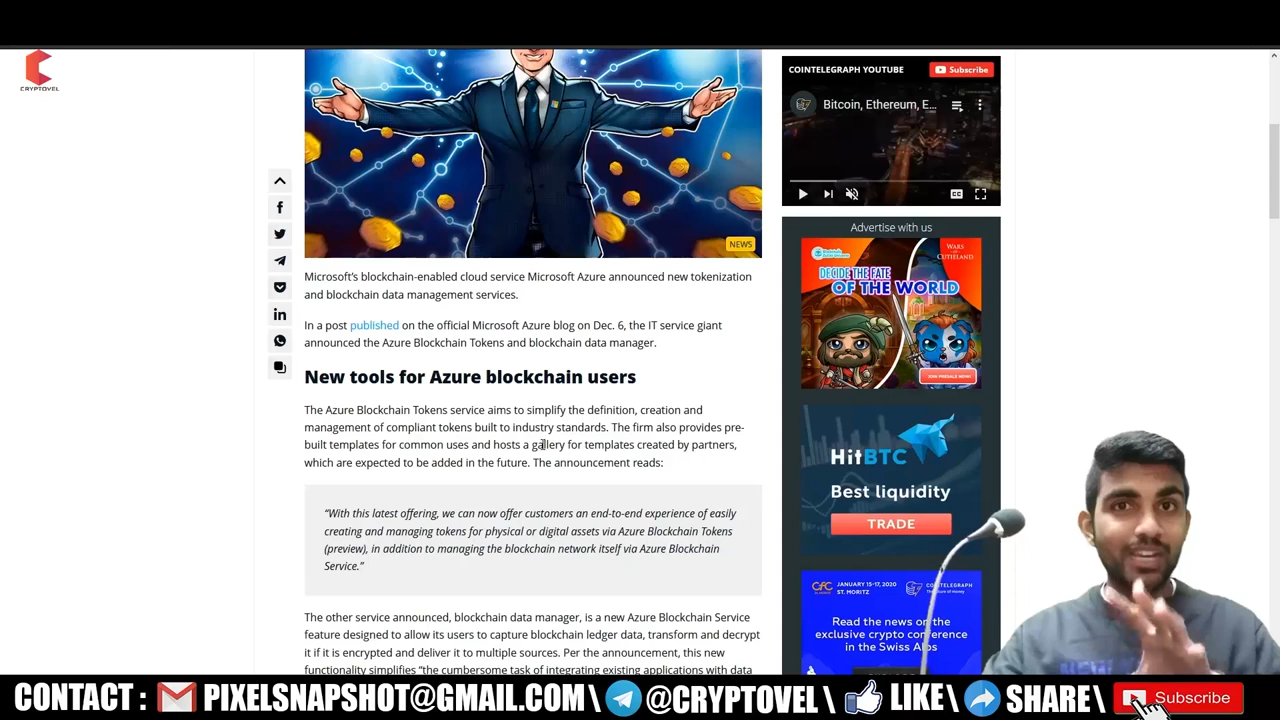 CRYPTOVEL
COINTELEGRAPH YOUTUBE
Subscribe
Bitcoin, Ethereum, E...
NEWS
Microsoft's blockchain-enabled cloud service Microsoft Azure announced new tokenization
and blockchain data management services.
In a post published on the official Microsoft Azure blog on Dec. 6, the IT service giant
announced the Azure Blockchain Tokens and blockchain data manager.
New tools for Azure blockchain users
The Azure Blockchain Tokens service aims to simplify the definition, creation and
management of compliant tokens built to industry standards. The firm also provides pre-
built templates for common uses and hosts a gallery for templates created by partners,
which are expected to be added in the future. The announcement reads:
“With this latest offering, we can now offer customers an end-to-end experience of easily
creating and managing tokens for physical or digital assets via Azure Blockchain Tokens
(preview), in addition to managing the blockchain network itself via Azure Blockchain
Service.”
The other service announced, blockchain data manager, is a new Azure Blockchain Service
feature designed to allow its users to capture blockchain ledger data, transform and decrypt
it if it is encrypted and deliver it to multiple sources. Per the announcement, this new
functionality simplifies “the cumbersome task of integrating existing applications with data
Advertise with us
WARS
OF
CUTIELAND
DECIDE THE FATE
OF THE WORLD
JOIN PRESALE NOW!
HitBTC
Best liquidity
TRADE
CFC
ST. MORITZ
JANUARY 15-17, 2020
ST. MORITZ
COINTELEGRAPH
Read the news on the
exclusive crypto conference
in the Swiss Alps
CONTACT : PIXELSNAPSHOT@GMAIL.COM \ @CRYPTOVEL \ LIKE \ SHARE \ Subscribe